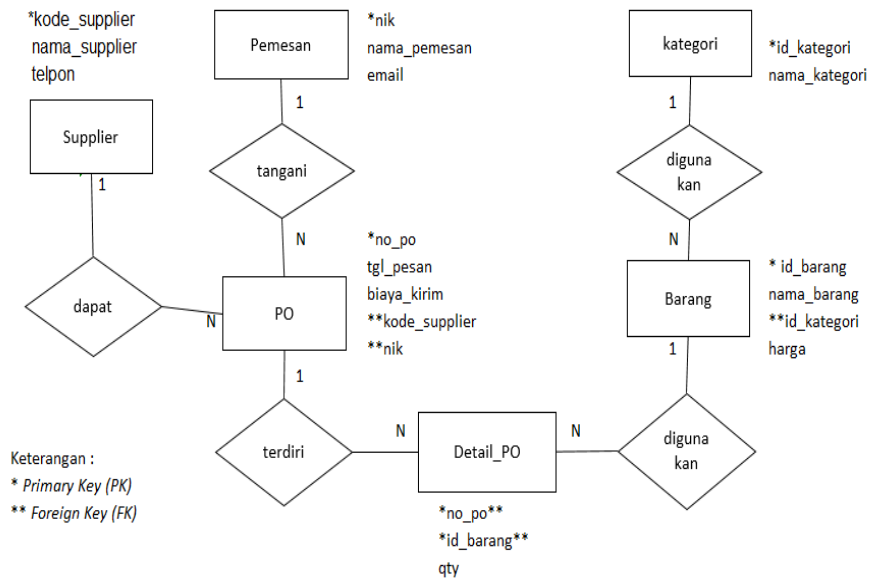 *kode_supplier
nama_supplier
telpon
Supplier
1
Pemesan
*nik
nama_pemesan
email
1
tangani
N
kategori
*id_kategori
nama_kategori
1
diguna
kan
N
dapat
N
PO
*no_po
tgl_pesan
biaya_kirim
**kode_supplier
**nik
1
Barang
* id_barang
nama_barang
**id_kategori
harga
1
terdiri
N
Detail_PO
N
diguna
kan
*no_po**
*id_barang**
qty
Keterangan :
* Primary Key (PK)
** Foreign Key (FK)